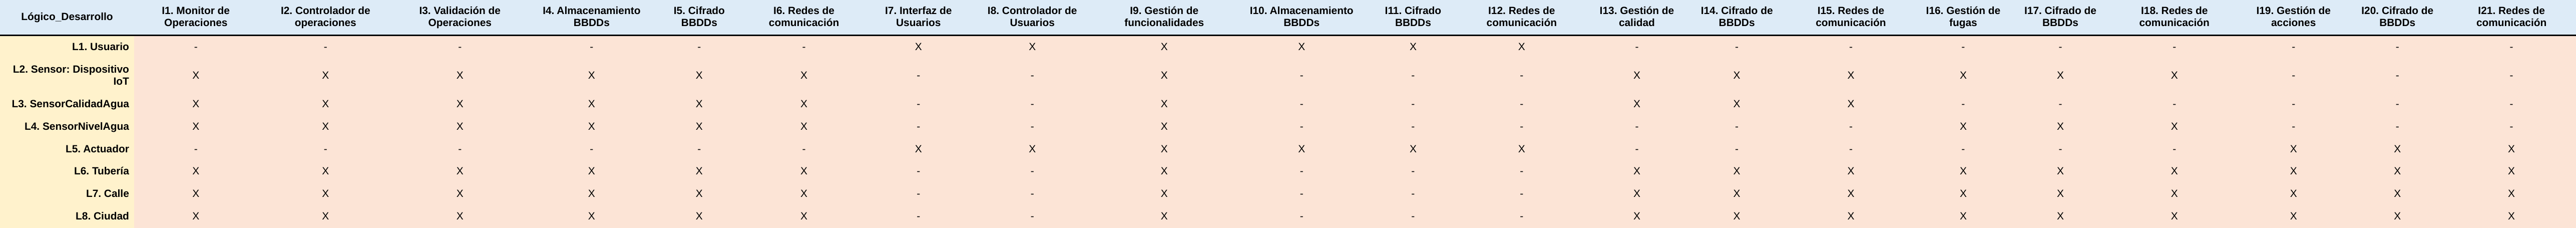 Lógico_Desarrollo I1. Monitor de Operaciones I2. Controlador de operaciones I3. Validación de Operaciones I4. Almacenamiento BBDDs I5. Cifrado BBDDs I6. Redes de comunicación I7. Interfaz de Usuarios I8. Controlador de Usuarios I9. Gestión de funcionalidades I10. Almacenamiento BBDDs I11. Cifrado BBDDs I12. Redes de comunicación I13. Gestión de calidad I14. Cifrado de BBDDs I15. Redes de comunicación I16. Gestión de fugas I17. Cifrado de BBDDs I18. Redes de comunicación I19. Gestión de acciones I20. Cifrado de BBDDs I21. Redes de comunicación
L1. Usuario - - - - - - X X X X X X - - - - - - - - -
L2. Sensor: Dispositivo IoT X X X X X X - - X - - - X X X X X X - - -
L3. SensorCalidadAgua X X X X X X - - X - - - X X X - - - - - -
L4. SensorNivelAgua X X X X X X - - X - - - - - - X X X - - -
L5. Actuador - - - - - - X X X X X X - - - - - - X X X
L6. Tubería X X X X X X - - X - - - X X X X X X X X X
L7. Calle X X X X X X - - X - - - X X X X X X X X X
L8. Ciudad X X X X X X - - X - - - X X X X X X X X X